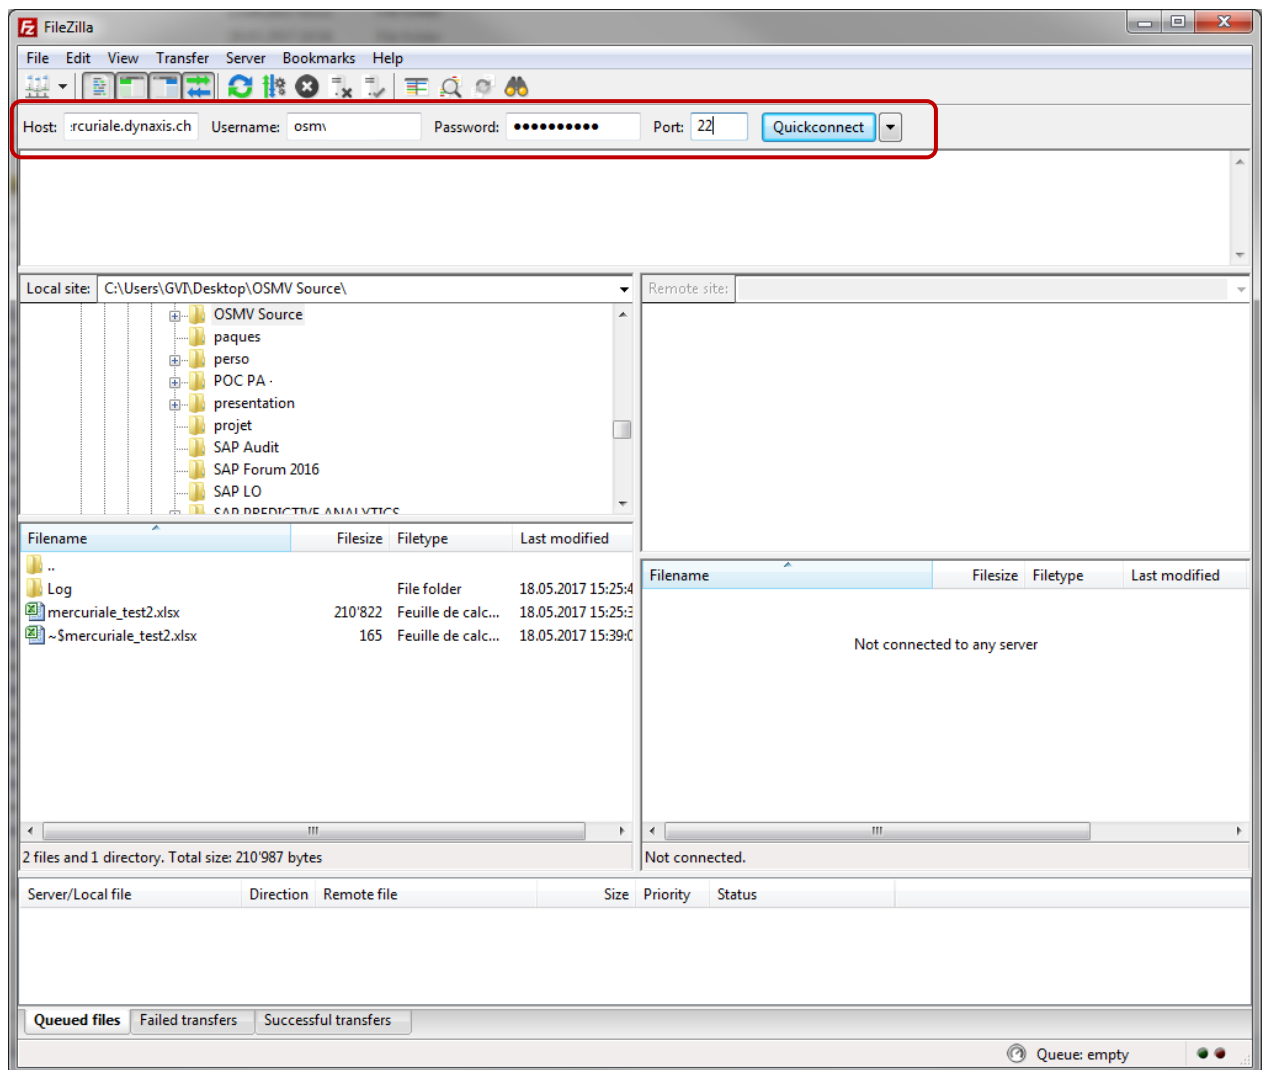 FileZilla
File Edit View Transfer Server Bookmarks Help
Host: rcuriale.dynaxis.ch Username: osmv Password: ●●●●●●●●●● Port: 22 Quickconnect
Local site: C:\Users\GVI\Desktop\OSMV Source\
Remote site:
OSMV Source
paques
perso
POC PA
presentation
projet
SAP Audit
SAP Forum 2016
SAP LO
SAP PREDICTIVE ANALYTICS
Filename Filesize Filetype Last modified
..
Log File folder 18.05.2017 15:25:4
mercuriale_test2.xlsx 210'822 Feuille de calc... 18.05.2017 15:25:3
~$mercuriale_test2.xlsx 165 Feuille de calc... 18.05.2017 15:39:0
2 files and 1 directory. Total size: 210'987 bytes
Filename Filesize Filetype Last modified
Not connected to any server
Not connected.
Server/Local file Direction Remote file Size Priority Status
Queued files Failed transfers Successful transfers
Queue: empty